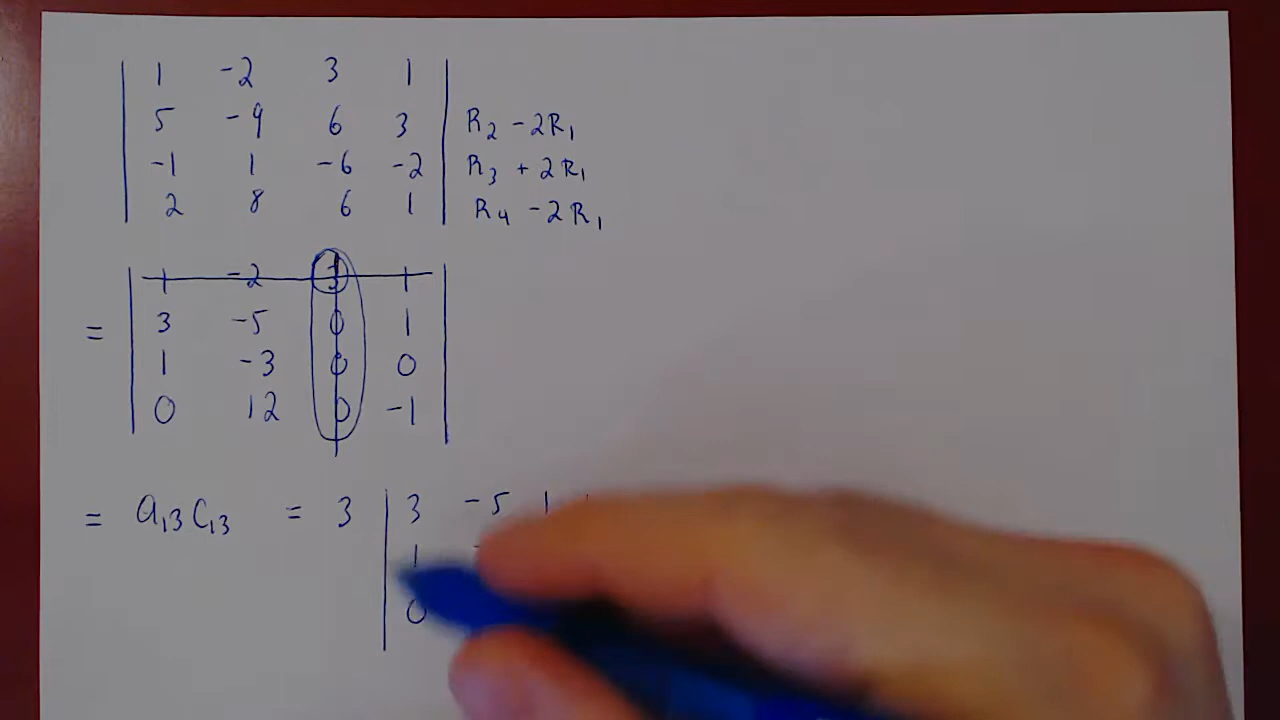 1 -2 3 1
5 -9 6 3 R₂ -2R₁
-1 1 -6 -2 R₃ + 2R₁
2 8 6 1 R₄ -2R₁
1 -2 3 1
= 3 -5 0 1
1 -3 0 0
0 12 0 -1
= a₁₃C₁₃ = 3 3 -5 1
1
0